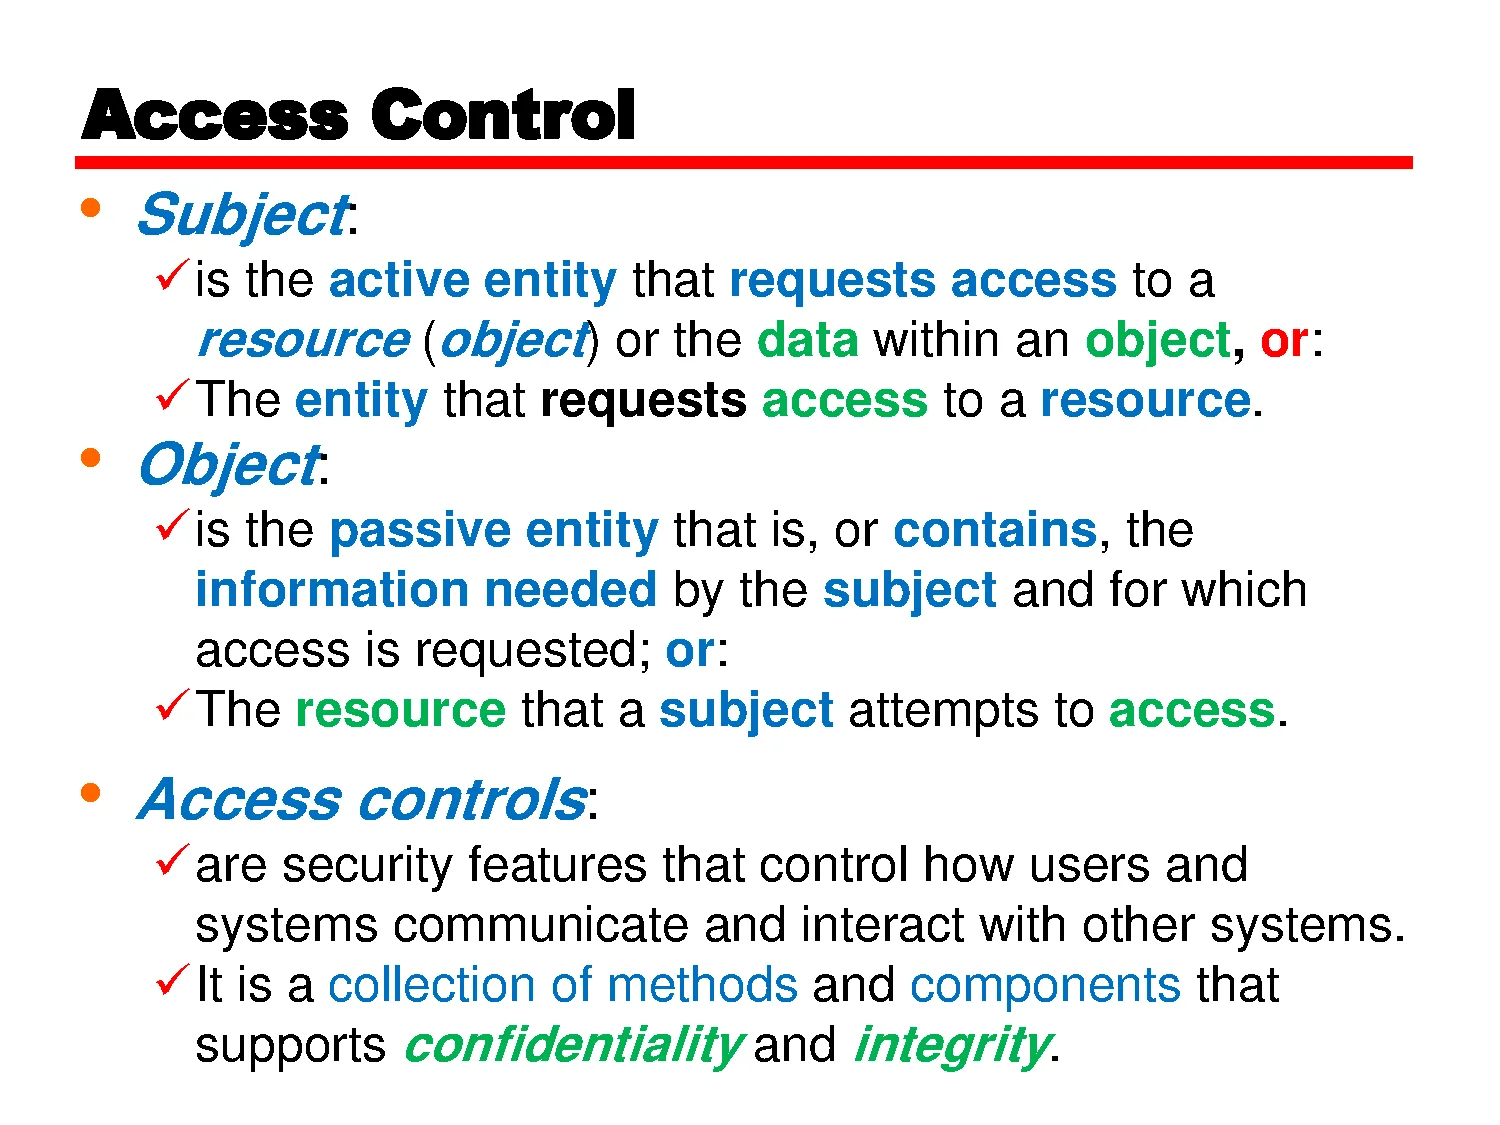 Access Control
• Subject:
✓is the active entity that requests access to a
resource (object) or the data within an object, or:
✓The entity that requests access to a resource.
• Object:
✓is the passive entity that is, or contains, the
information needed by the subject and for which
access is requested; or:
✓The resource that a subject attempts to access.
• Access controls:
✓are security features that control how users and
systems communicate and interact with other systems.
✓It is a collection of methods and components that
supports confidentiality and integrity.